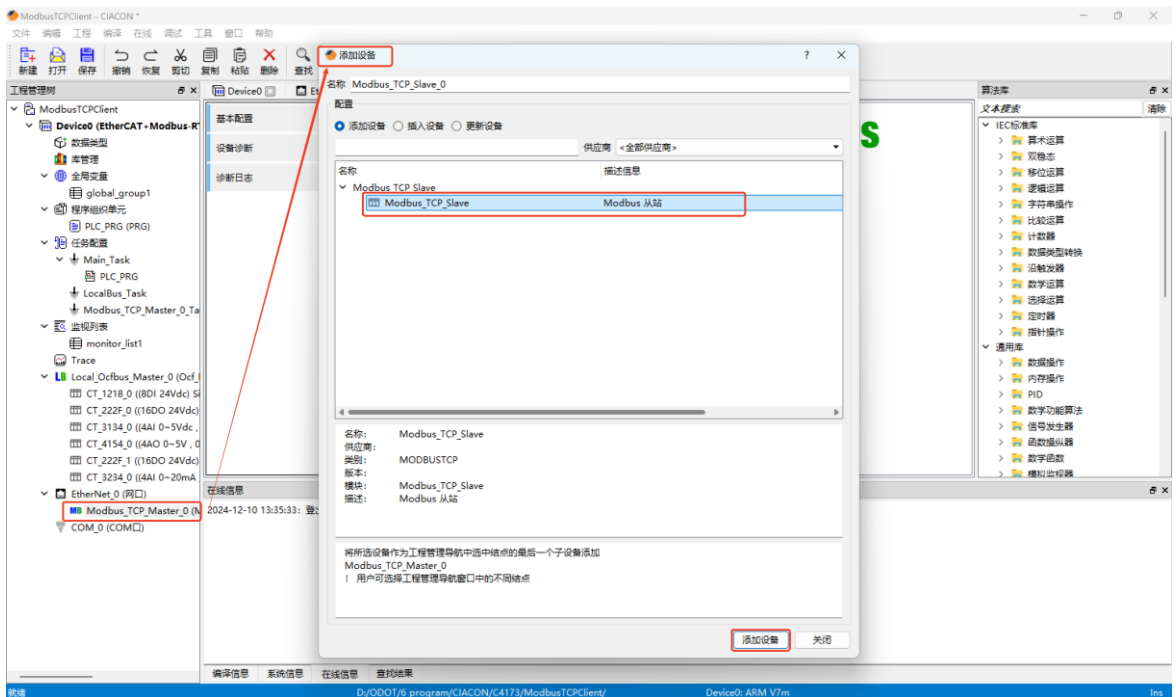 ModbusTCPClient - CIACON *
文件 编辑 工程 编译 在线 调试 工具 窗口 帮助
新建 打开 保存 撤销 恢复 剪切 复制 粘贴 删除 查找
工程管理树
ModbusTCPClient
Device0 (EtherCAT+Modbus-R
数据类型
库管理
全局变量
global_group1
程序组织单元
PLC_PRG (PRG)
任务配置
Main_Task
PLC_PRG
LocalBus_Task
Modbus_TCP_Master_0_Ta
监视列表
monitor_list1
Trace
Local_Ocfbus_Master_0 (Ocf_
CT_1218_0 ((8DI 24Vdc) Si
CT_222F_0 ((16DO 24Vdc)
CT_3134_0 ((4AI 0~5Vdc ,
CT_4154_0 ((4AO 0~5V , 0
CT_222F_1 ((16DO 24Vdc)
CT_3234_0 ((4AI 0~20mA
EtherNet_0 (网口)
MB Modbus_TCP_Master_0 (M
COM_0 (COM口)
Device0
Et
基本配置
设备诊断
诊断日志
S
添加设备
?
名称 Modbus_TCP_Slave_0
配置
添加设备 插入设备 更新设备
供应商 <全部供应商>
名称 描述信息
Modbus TCP Slave
Modbus_TCP_Slave Modbus 从站
名称: Modbus_TCP_Slave
供应商:
类别: MODBUSTCP
版本:
模块: Modbus_TCP_Slave
描述: Modbus 从站
将所选设备作为工程管理导航中选中结点的最后一个子设备添加
Modbus_TCP_Master_0
! 用户可选择工程管理导航窗口中的不同结点
添加设备 关闭
算法库
文本搜索 清除
IEC标准库
算术运算
双稳态
移位运算
逻辑运算
字符串操作
比较运算
计数器
数据类型转换
沿触发器
数学运算
选择运算
定时器
指针操作
通用库
数据操作
内存操作
PID
数学功能算法
信号发生器
函数操纵器
数学函数
模拟监视器
在线信息
2024-12-10 13:35:33: 登
编译信息 系统信息 在线信息 查找结果
就绪 D:/ODOT/6 program/CIACON/C4173/ModbusTCPClient/ Device0: ARM V7m Ins